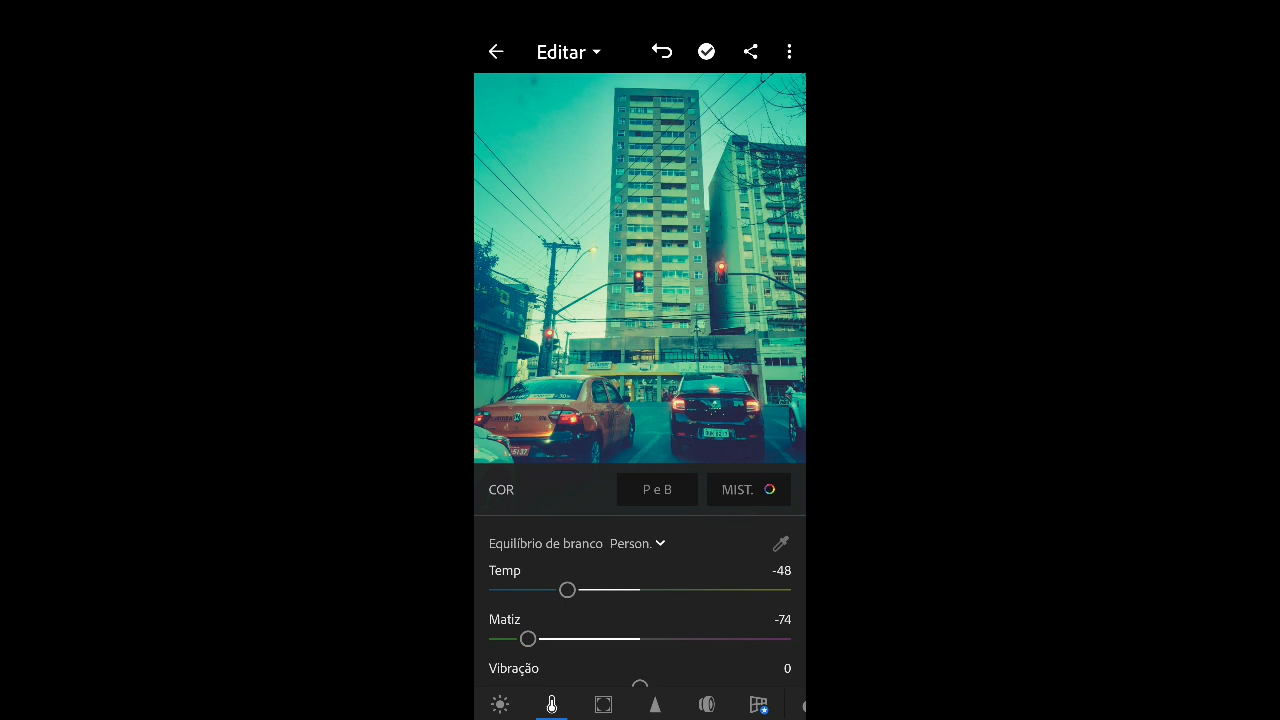 Editar
COR
P e B
MIST.
Equilíbrio de branco Person.
Temp -48
Matiz -74
Vibração 0